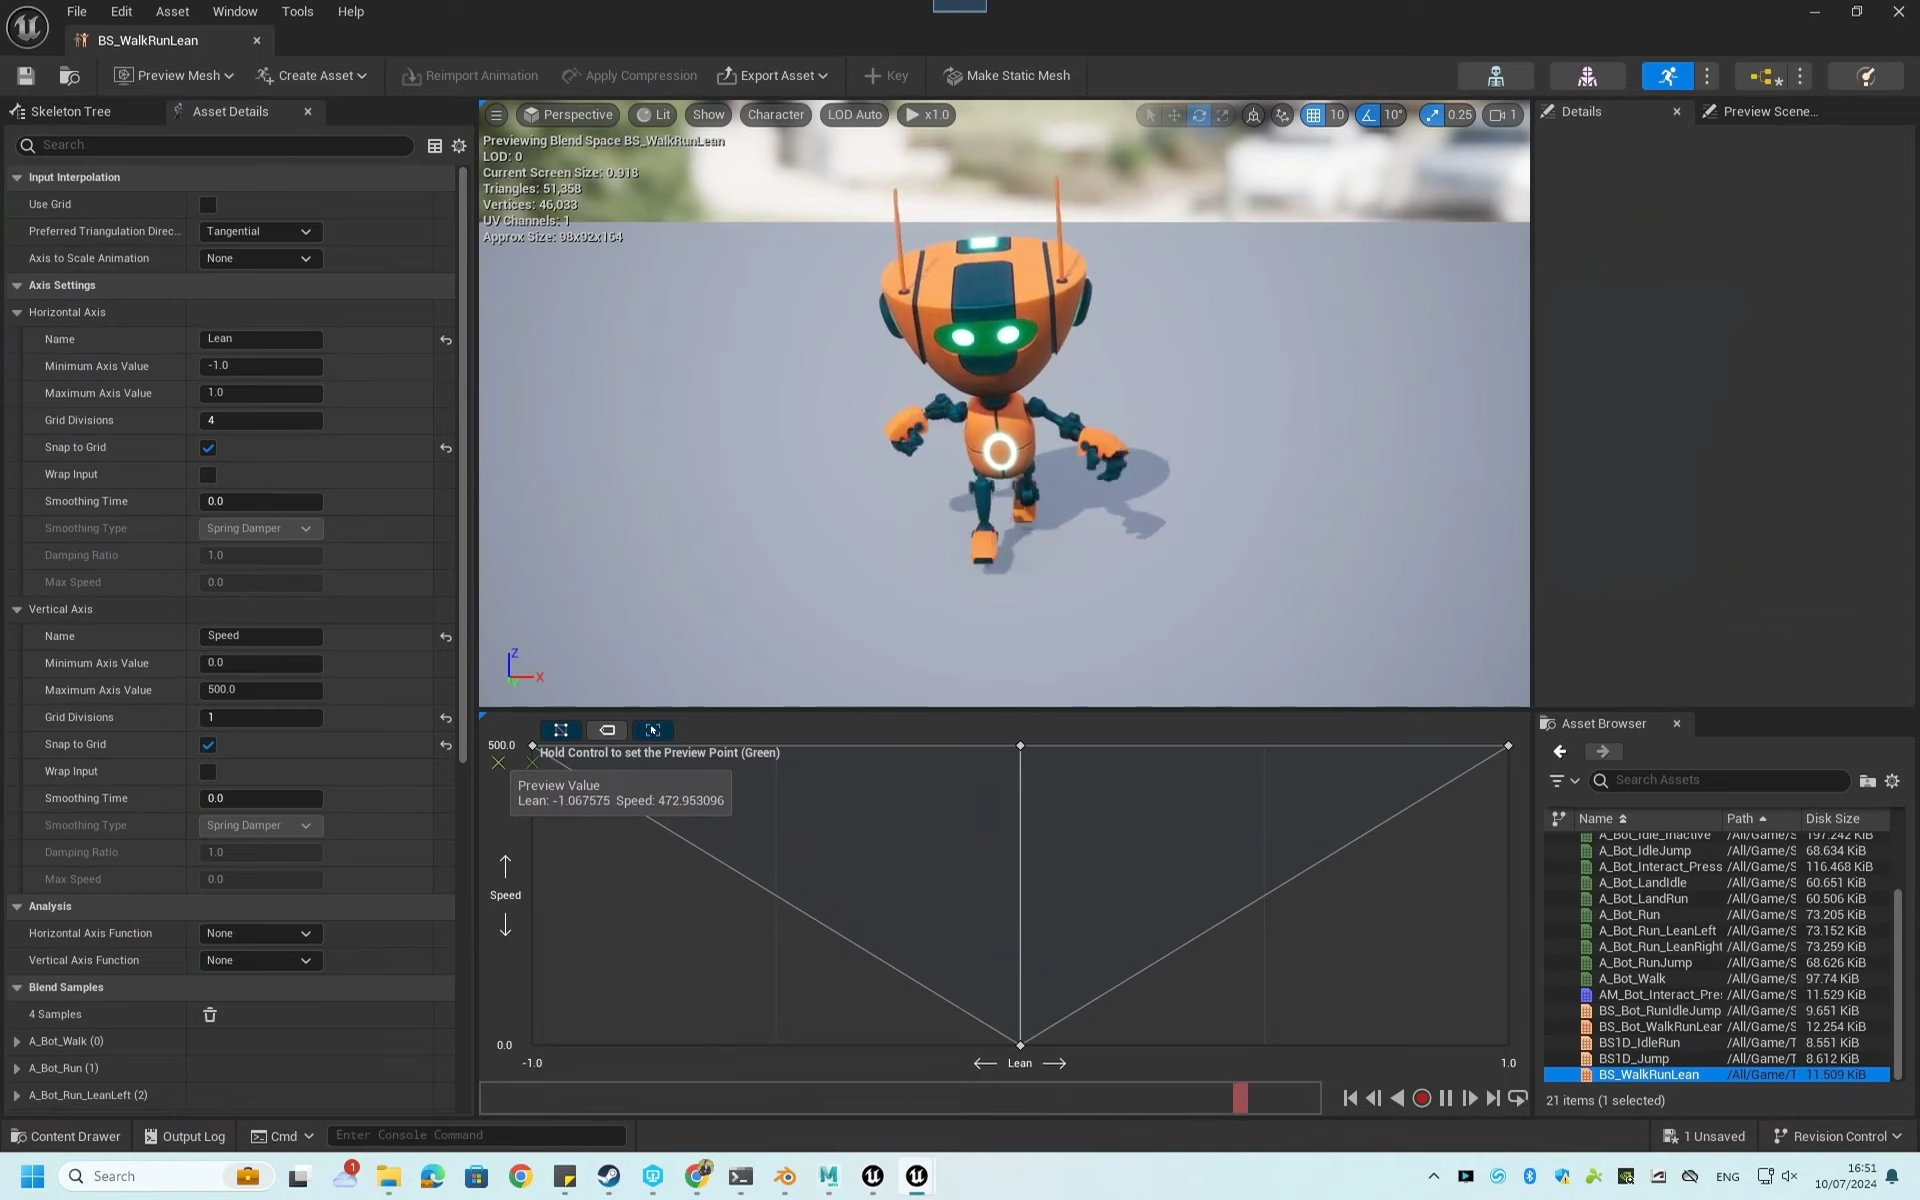 File Edit Asset Window Tools Help
BS_WalkRunLean
Preview Mesh Create Asset Reimport Animation Apply Compression Export Asset Key Make Static Mesh
Skeleton Tree Asset Details
Search
Input Interpolation
Use Grid
Preferred Triangulation Direc... Tangential
Axis to Scale Animation None
Axis Settings
Horizontal Axis
Name Lean
Minimum Axis Value -1.0
Maximum Axis Value 1.0
Grid Divisions 4
Snap to Grid
Wrap Input
Smoothing Time 0.0
Smoothing Type Spring Damper
Damping Ratio 1.0
Max Speed 0.0
Vertical Axis
Name Speed
Minimum Axis Value 0.0
Maximum Axis Value 500.0
Grid Divisions 1
Snap to Grid
Wrap Input
Smoothing Time 0.0
Smoothing Type Spring Damper
Damping Ratio 1.0
Max Speed 0.0
Analysis
Horizontal Axis Function None
Vertical Axis Function None
Blend Samples
4 Samples
A_Bot_Walk (0)
A_Bot_Run (1)
A_Bot_Run_LeanLeft (2)
Perspective Lit Show Character LOD Auto x1.0 10 10° 0.25 1
Previewing Blend Space BS_WalkRunLean
LOD: 0
Current Screen Size: 0.918
Triangles: 51,358
Vertices: 46,033
UV Channels: 1
Approx Size: 98x92x164
Z
X
500.0 Hold Control to set the Preview Point (Green)
Preview Value
Lean: -1.067575 Speed: 472.953096
Speed
0.0
-1.0 Lean 1.0
Details Preview Scene...
Asset Browser
Search Assets
Name Path Disk Size
A_Bot_Idle_Inactive /All/Game/S 197.242 KiB
A_Bot_IdleJump /All/Game/S 68.634 KiB
A_Bot_Interact_Press /All/Game/S 116.468 KiB
A_Bot_LandIdle /All/Game/S 60.651 KiB
A_Bot_LandRun /All/Game/S 60.506 KiB
A_Bot_Run /All/Game/S 73.205 KiB
A_Bot_Run_LeanLeft /All/Game/S 73.152 KiB
A_Bot_Run_LeanRight /All/Game/S 73.259 KiB
A_Bot_RunJump /All/Game/S 68.626 KiB
A_Bot_Walk /All/Game/S 97.74 KiB
AM_Bot_Interact_Pre /All/Game/S 11.529 KiB
BS_Bot_RunIdleJump /All/Game/S 9.651 KiB
BS_Bot_WalkRunLear /All/Game/S 12.254 KiB
BS1D_IdleRun /All/Game/T 8.551 KiB
BS1D_Jump /All/Game/T 8.612 KiB
BS_WalkRunLean /All/Game/T 11.509 KiB
21 items (1 selected)
Content Drawer Output Log Cmd Enter Console Command 1 Unsaved Revision Control
Search 1 ENG 16:51
10/07/2024